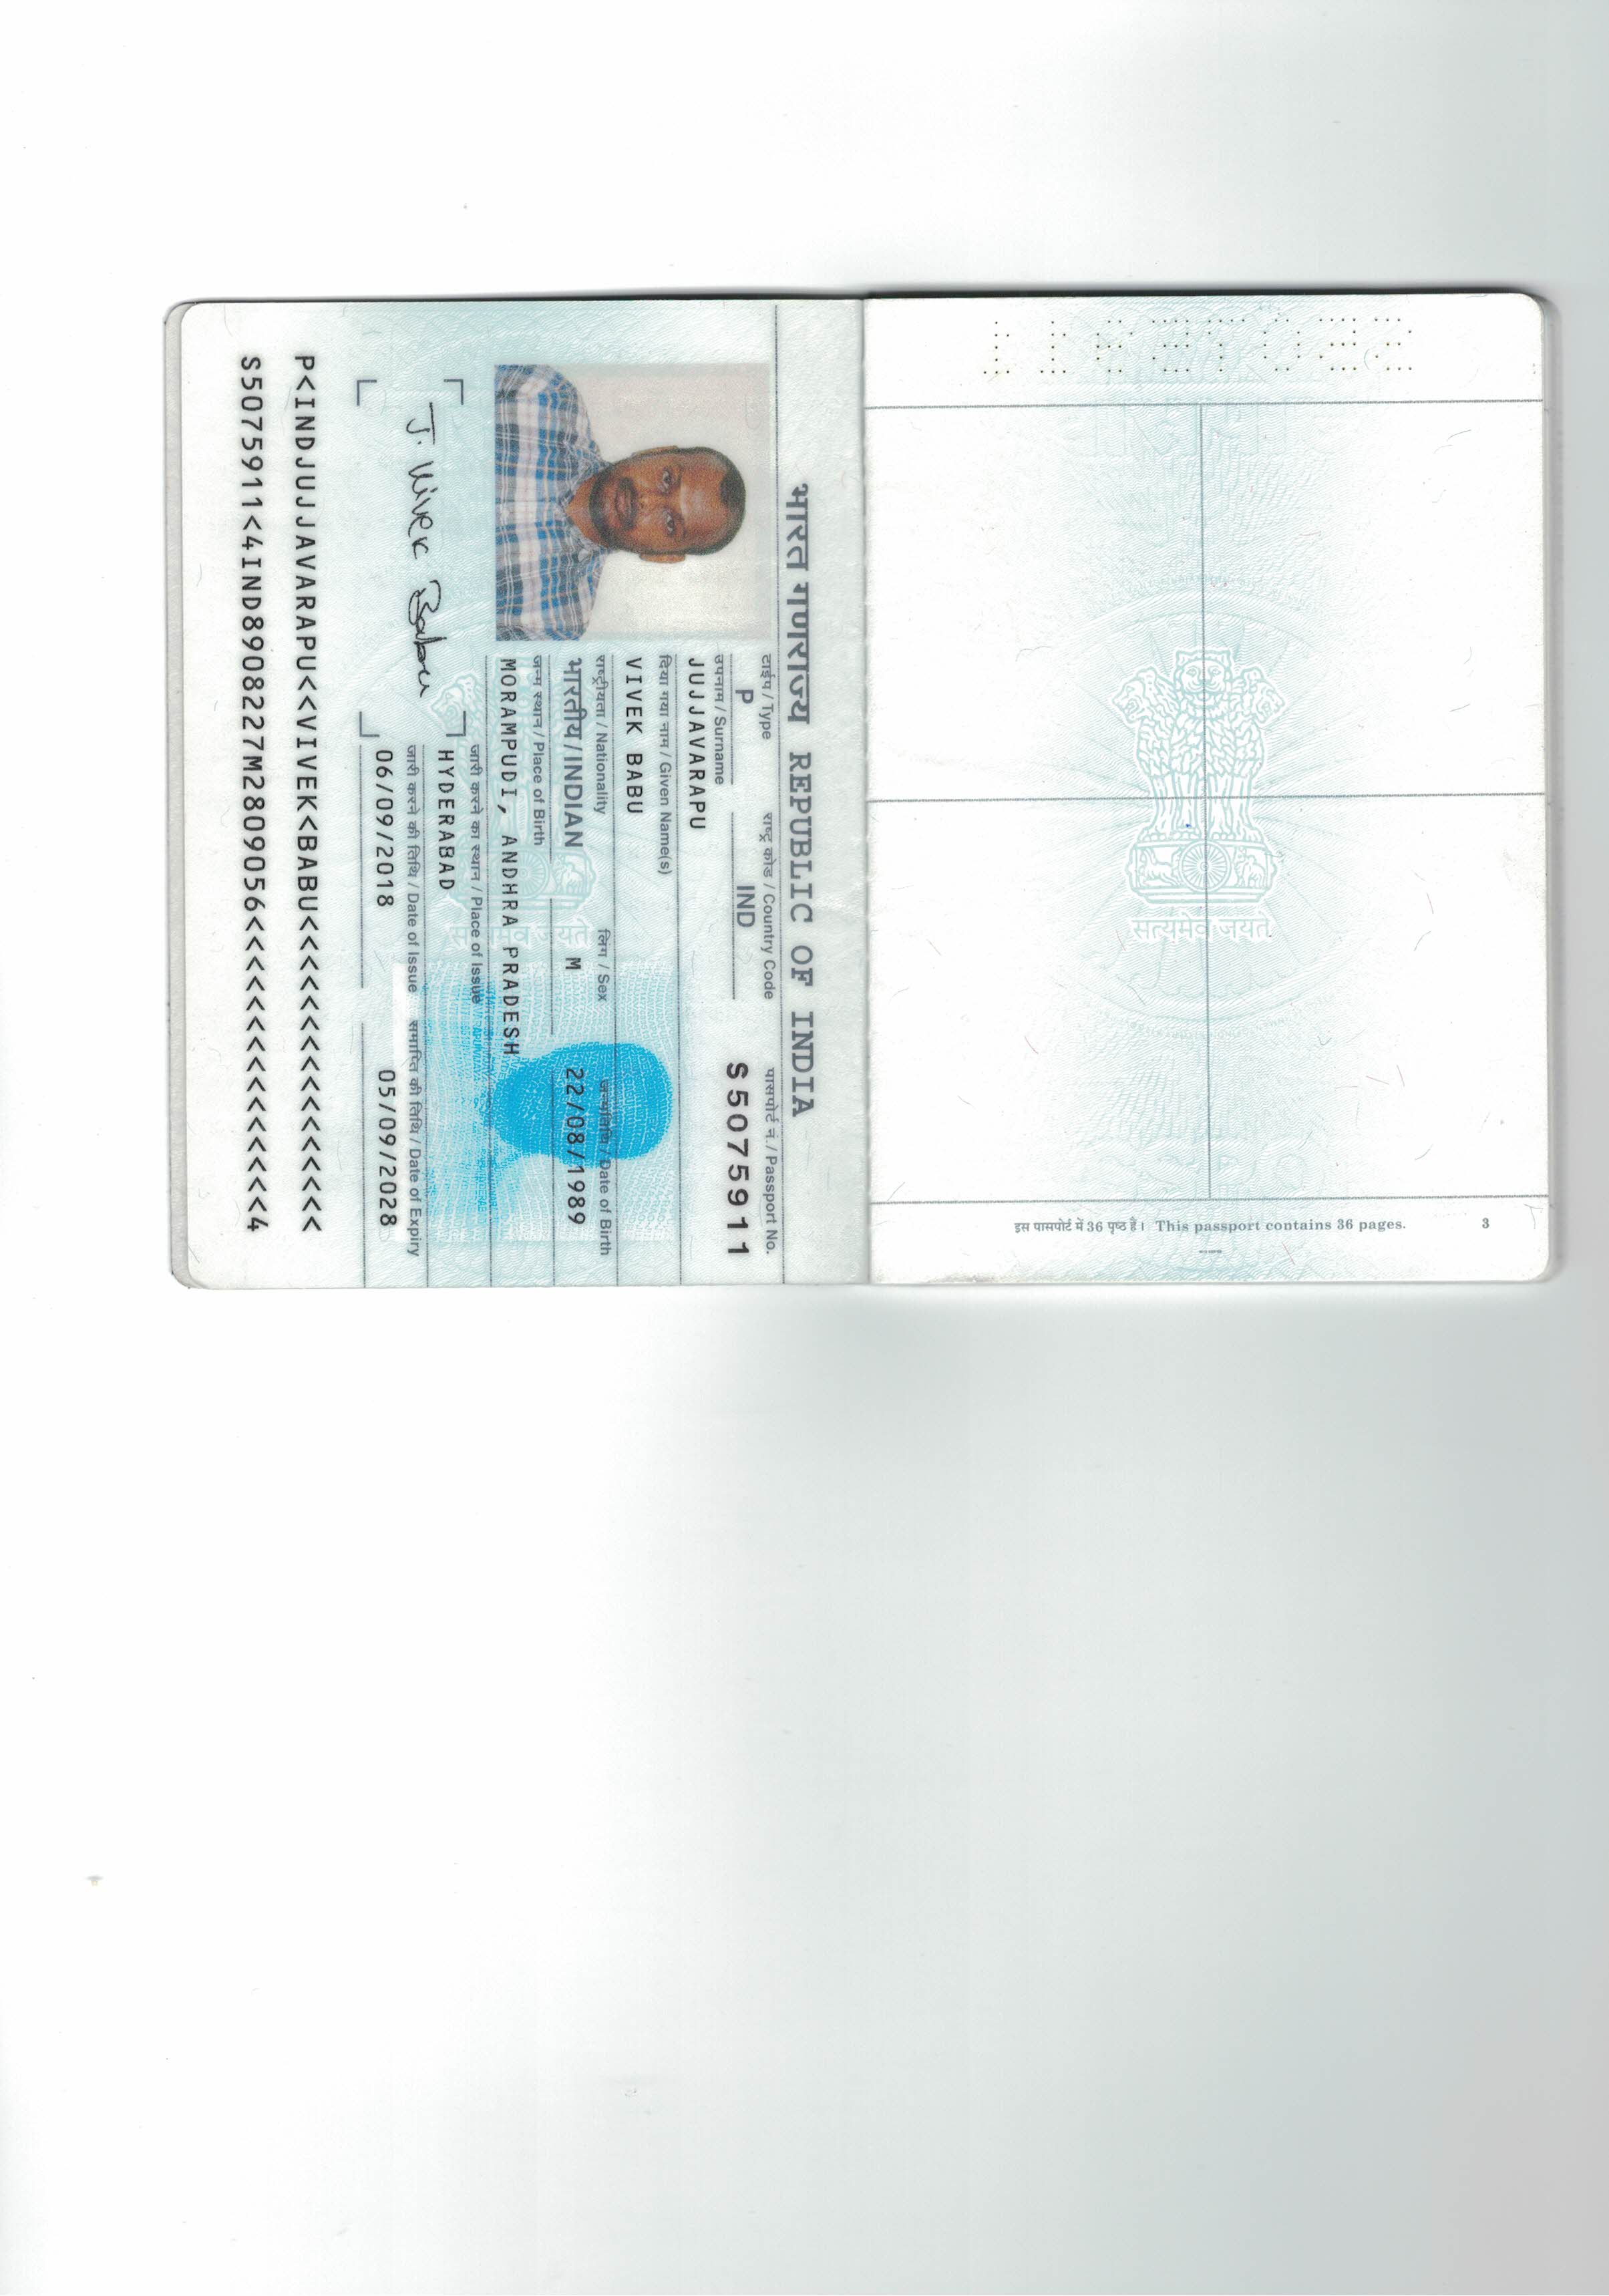 भारत गणराज्य REPUBLIC OF INDIA
टाईप / Type राष्ट्र कोड / Country Code पासपोर्ट नं. / Passport No.
P IND S5075911
उपनाम / Surname
JUJJAVARAPU
दिया गया नाम / Given Name(s)
VIVEK BABU
राष्ट्रीयता / Nationality लिंग / Sex जन्मतिथि / Date of Birth
भारतीय / INDIAN M 22/08/1989
जन्म स्थान / Place of Birth
MORAMPUDI, ANDHRA PRADESH
जारी करने का स्थान / Place of Issue
HYDERABAD
जारी करने की तिथि / Date of Issue समाप्ति की तिथि / Date of Expiry
06/09/2018 05/09/2028
J. Vivek Babu
सत्यमेव जयते
P<INDJUJJAVARAPU<<VIVEK<BABU<<<<<<<<<<<<<<<<
S5075911<4IND8908227M2809056<<<<<<<<<<<<<<<4
S5075911
सत्यमेव जयते
इस पासपोर्ट में 36 पृष्ठ हैं। This passport contains 36 pages. 3